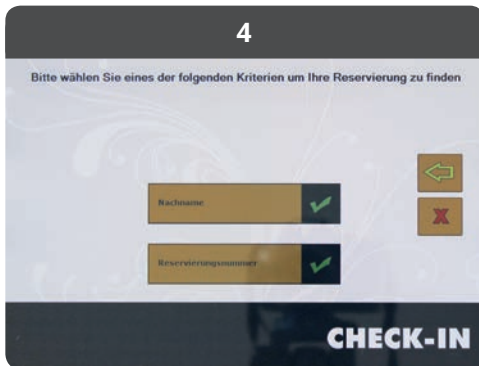 4
Bitte wählen Sie eines der folgenden Kriterien um Ihre Reservierung zu finden
Nachname
Reservierungsnummer
X
CHECK-IN